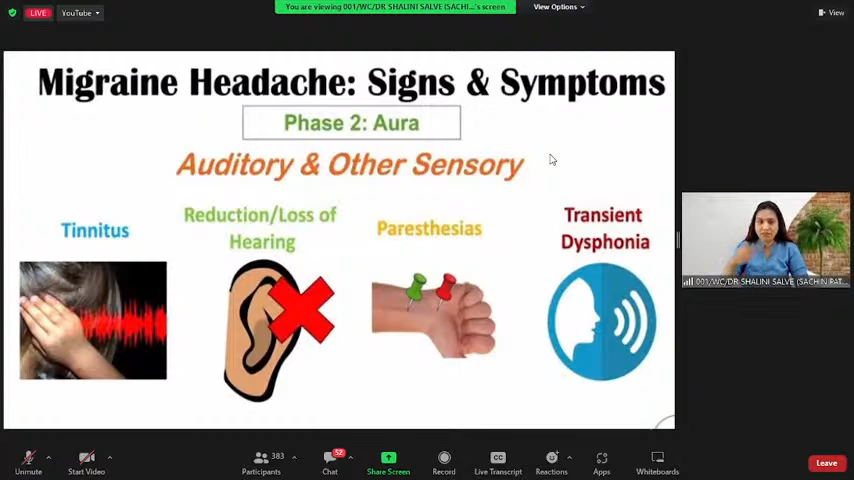 LIVE
YouTube
You are viewing 001/WC/DR SHALINI SALVE (SACHI...'s screen
View Options
View
Migraine Headache: Signs & Symptoms
Phase 2: Aura
Auditory & Other Sensory
Tinnitus
Reduction/Loss of
Hearing
Paresthesias
Transient
Dysphonia
001/WC/DR SHALINI SALVE (SACHIN PAT...
Unmute
Start Video
383
Participants
52
Chat
Share Screen
Record
CC
Live Transcript
Reactions
Apps
Whiteboards
Leave